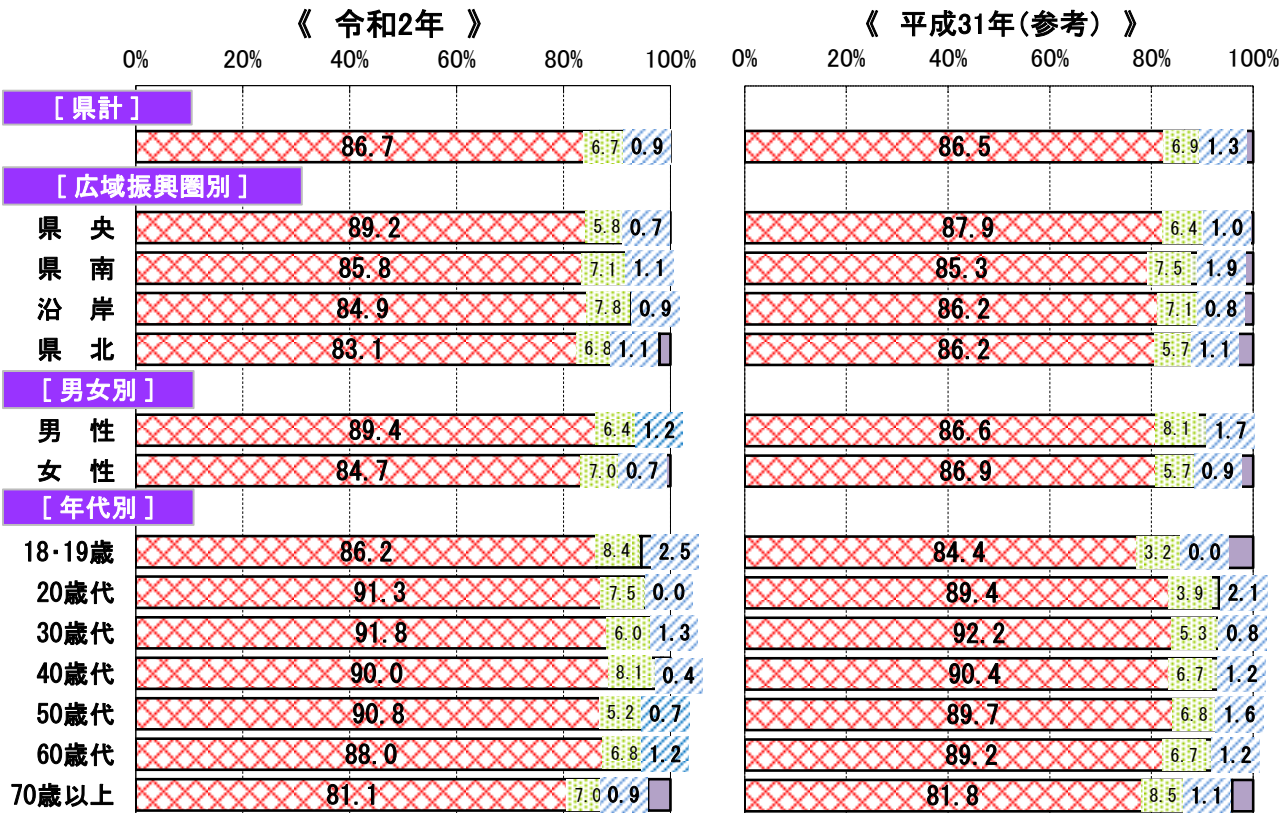 《 令和2年 》 《 平成31年(参考) 》
0% 20% 40% 60% 80% 100% 0% 20% 40% 60% 80% 100%
[ 県計 ]
86.7 6.7 0.9 86.5 6.9 1.3
[ 広域振興圏別 ]
県 央 89.2 5.8 0.7 87.9 6.4 1.0
県 南 85.8 7.1 1.1 85.3 7.5 1.9
沿 岸 84.9 7.8 0.9 86.2 7.1 0.8
県 北 83.1 6.8 1.1 86.2 5.7 1.1
[ 男女別 ]
男 性 89.4 6.4 1.2 86.6 8.1 1.7
女 性 84.7 7.0 0.7 86.9 5.7 0.9
[ 年代別 ]
18・19歳 86.2 8.4 2.5 84.4 3.2 0.0
20歳代 91.3 7.5 0.0 89.4 3.9 2.1
30歳代 91.8 6.0 1.3 92.2 5.3 0.8
40歳代 90.0 8.1 0.4 90.4 6.7 1.2
50歳代 90.8 5.2 0.7 89.7 6.8 1.6
60歳代 88.0 6.8 1.2 89.2 6.7 1.2
70歳以上 81.1 7.0 0.9 81.8 8.5 1.1